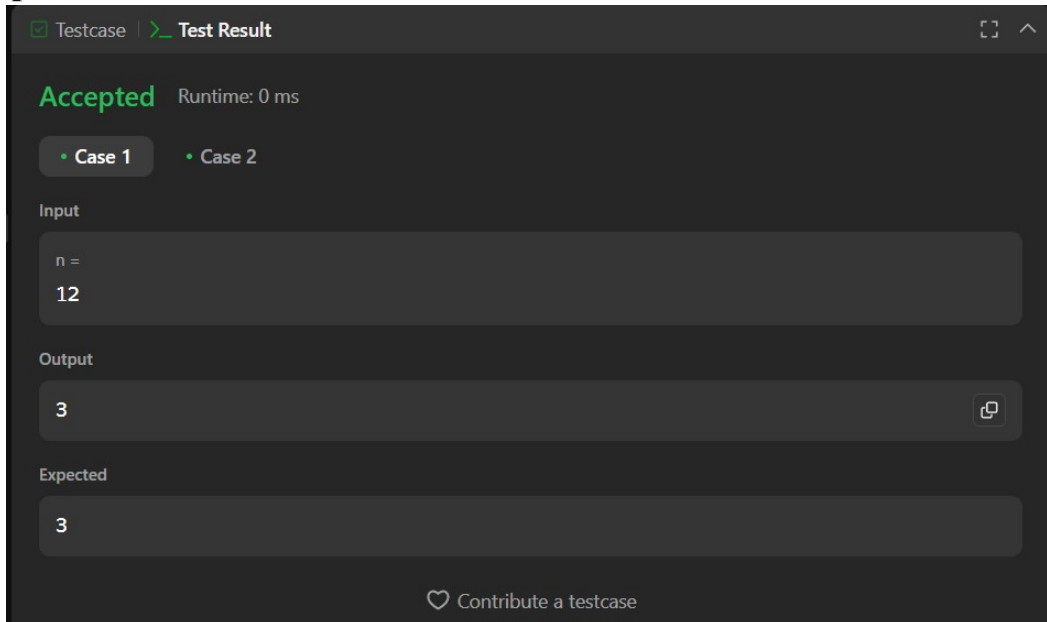 Testcase | >_ Test Result
Accepted Runtime: 0 ms
• Case 1 • Case 2
Input
n =
12
Output
3
Expected
3
Contribute a testcase